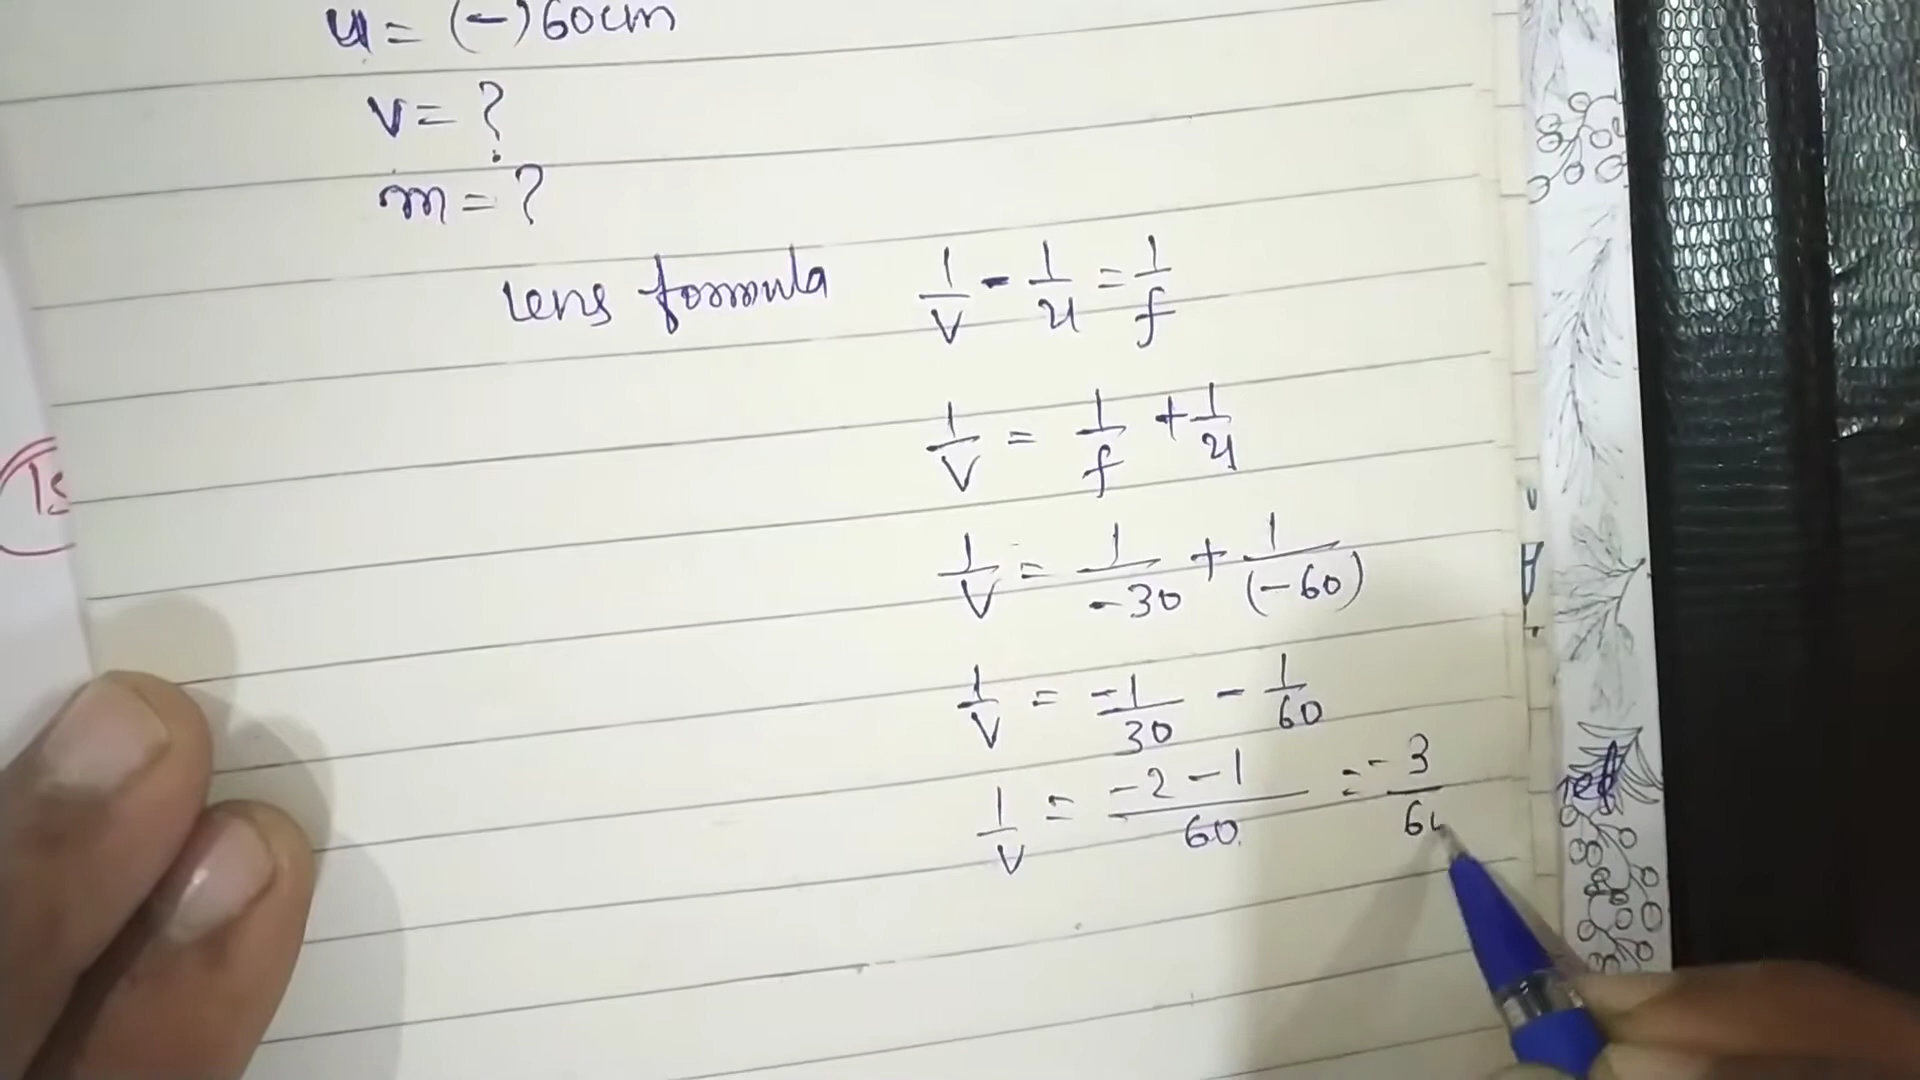 u = (-) 60cm
v = ?
m = ?
lens formula 1/v - 1/u = 1/f
1/v = 1/f + 1/u
1/v = 1/-30 + 1/(-60)
1/v = -1/30 - 1/60
1/v = -2-1/60 = -3/60